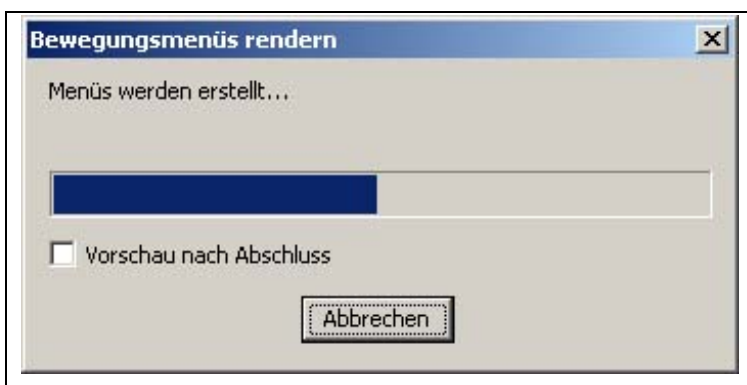 Bewegungsmenüs rendern
Menüs werden erstellt...
Vorschau nach Abschluss
Abbrechen